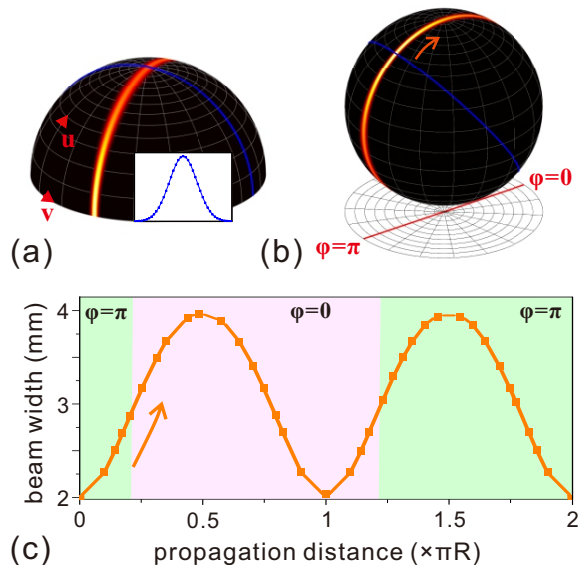 u
v
(a)
φ=0
φ=π
(b)
φ=π
φ=0
φ=π
4
3
2
beam width (mm)
0
0.5
1
1.5
2
(c)
propagation distance (×πR)